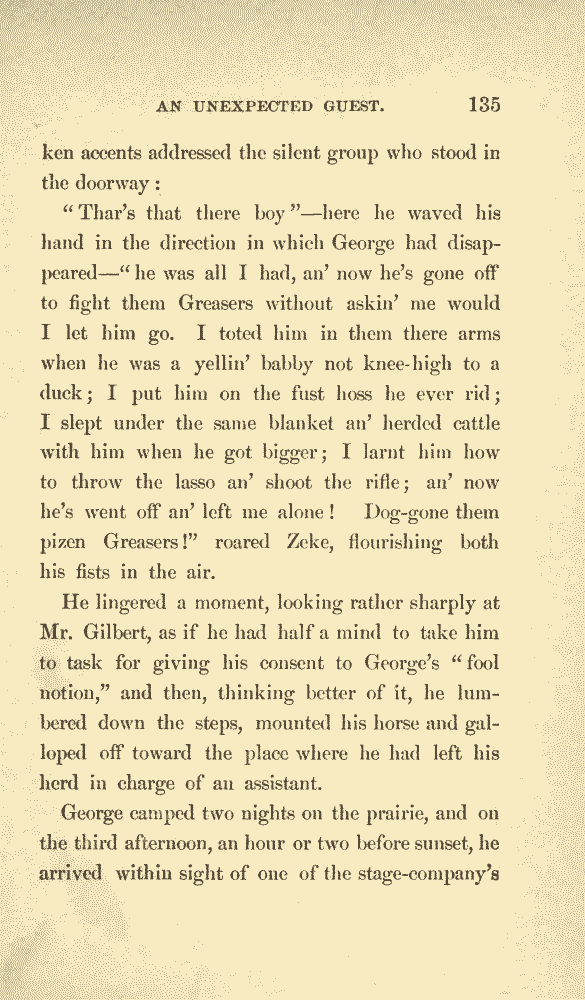 AN UNEXPECTED GUEST. 135
ken accents addressed the silent group who stood in
the doorway :
“ Thar’s that there boy ”—here he waved his
hand in the direction in which George had disap-
peared—“ he was all I had, an’ now he’s gone off
to fight them Greasers without askin’ me would
I let him go. I toted him in them there arms
when he was a yellin’ babby not knee-high to a
duck ; I put him on the fust hoss he ever rid ;
I slept under the same blanket an’ herded cattle
with him when he got bigger ; I larnt him how
to throw the lasso an’ shoot the rifle ; an’ now
he’s went off an’ left me alone ! Dog-gone them
pizen Greasers!” roared Zeke, flourishing both
his fists in the air.
He lingered a moment, looking rather sharply at
Mr. Gilbert, as if he had half a mind to take him
to task for giving his consent to George’s “ fool
notion,” and then, thinking better of it, he lum-
bered down the steps, mounted his horse and gal-
loped off toward the place where he had left his
herd in charge of an assistant.
George camped two nights on the prairie, and on
the third afternoon, an hour or two before sunset, he
arrived within sight of one of the stage-company’s